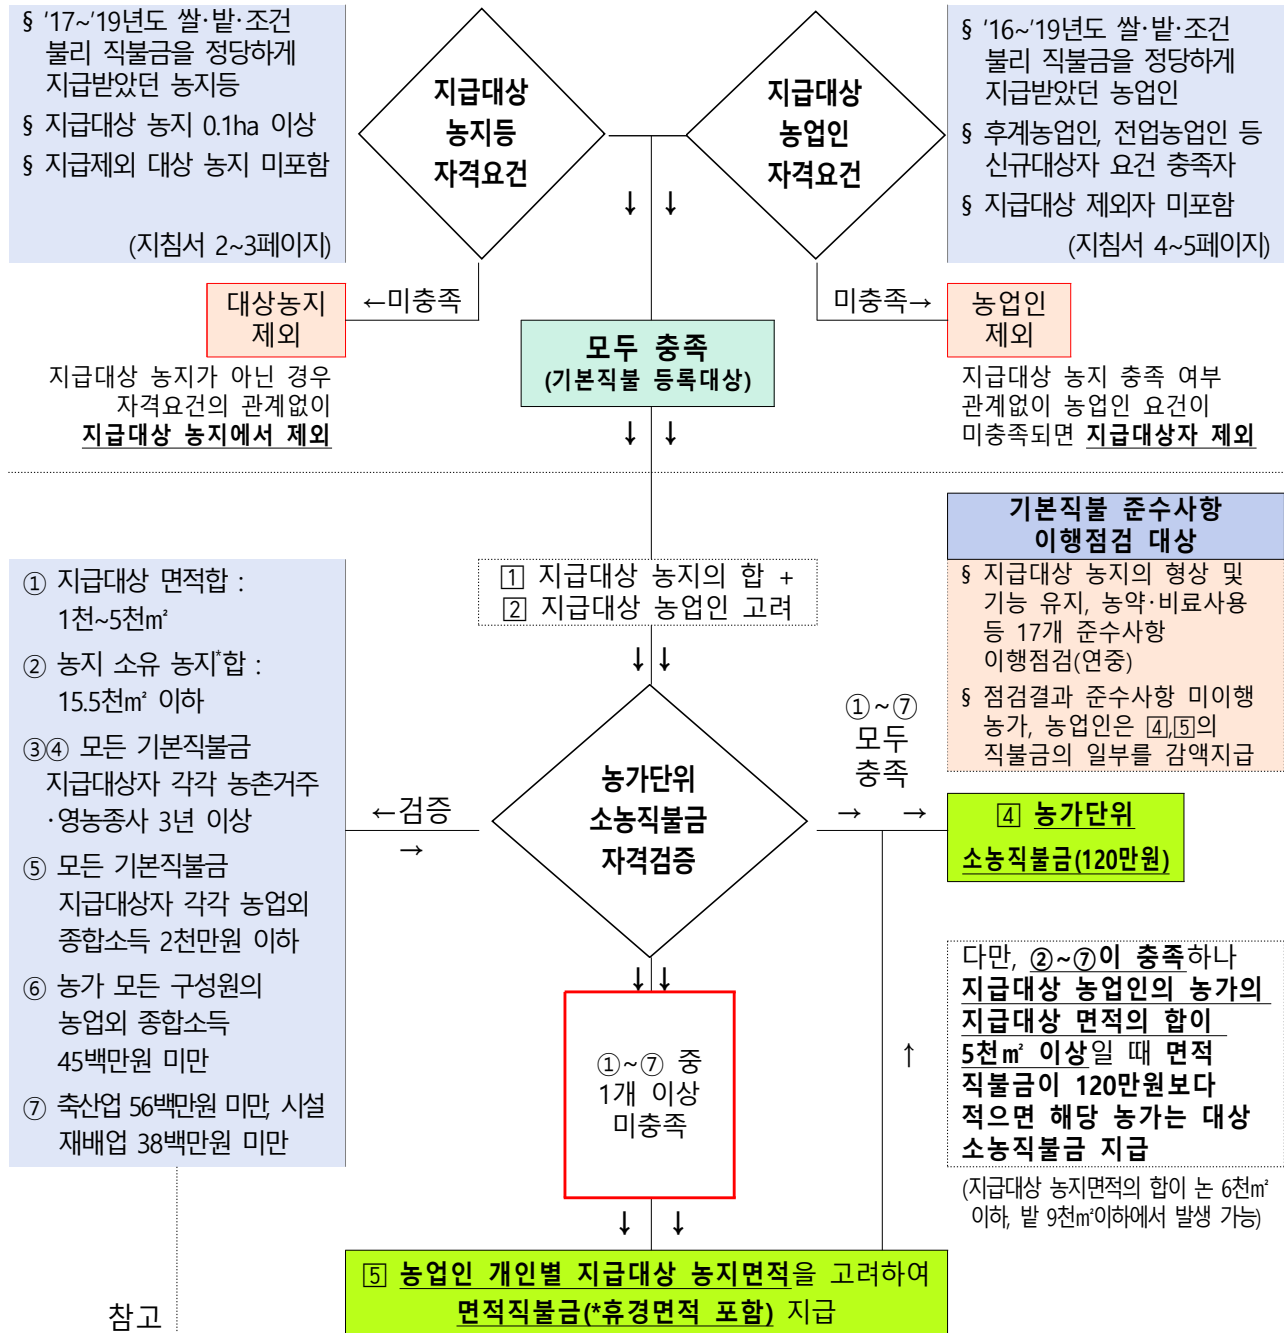 § '17~'19년도 쌀·밭·조건
불리 직불금을 정당하게
지급받았던 농지등
§ 지급대상 농지 0.1ha 이상
§ 지급제외 대상 농지 미포함
(지침서 2~3페이지)
지급대상
농지등
자격요건
지급대상
농업인
자격요건
§ '16~'19년도 쌀·밭·조건
불리 직불금을 정당하게
지급받았던 농업인
§ 후계농업인, 전업농업인 등
신규대상자 요건 충족자
§ 지급대상 제외자 미포함
(지침서 4~5페이지)
↓ ↓
대상농지
제외
←미충족
미충족→
농업인
제외
모두 충족
(기본직불 등록대상)
지급대상 농지가 아닌 경우
자격요건의 관계없이
지급대상 농지에서 제외
지급대상 농지 충족 여부
관계없이 농업인 요건이
미충족되면 지급대상자 제외
↓ ↓
기본직불 준수사항
이행점검 대상
§ 지급대상 농지의 형상 및
기능 유지, 농약·비료사용
등 17개 준수사항
이행점검(연중)
§ 점검결과 준수사항 미이행
농가, 농업인은 4,5의
직불금의 일부를 감액지급
1 지급대상 농지의 합 +
2 지급대상 농업인 고려
↓ ↓
① 지급대상 면적합 :
1천~5천㎡
② 농지 소유 농지*합 :
15.5천㎡ 이하
③④ 모든 기본직불금
지급대상자 각각 농촌거주
·영농종사 3년 이상
⑤ 모든 기본직불금
지급대상자 각각 농업외
종합소득 2천만원 이하
⑥ 농가 모든 구성원의
농업외 종합소득
45백만원 미만
⑦ 축산업 56백만원 미만, 시설
재배업 38백만원 미만
←검증
→
농가단위
소농직불금
자격검증
①~⑦
모두
충족
→ →
4 농가단위
소농직불금(120만원)
↓ ↓
①~⑦ 중
1개 이상
미충족
↑
다만, ②~⑦이 충족하나
지급대상 농업인의 농가의
지급대상 면적의 합이
5천㎡ 이상일 때 면적
직불금이 120만원보다
적으면 해당 농가는 대상
소농직불금 지급
(지급대상 농지면적의 합이 논 6천㎡
이하, 밭 9천㎡이하에서 발생 가능)
↓ ↓
5 농업인 개인별 지급대상 농지면적을 고려하여
면적직불금(*휴경면적 포함) 지급
참고